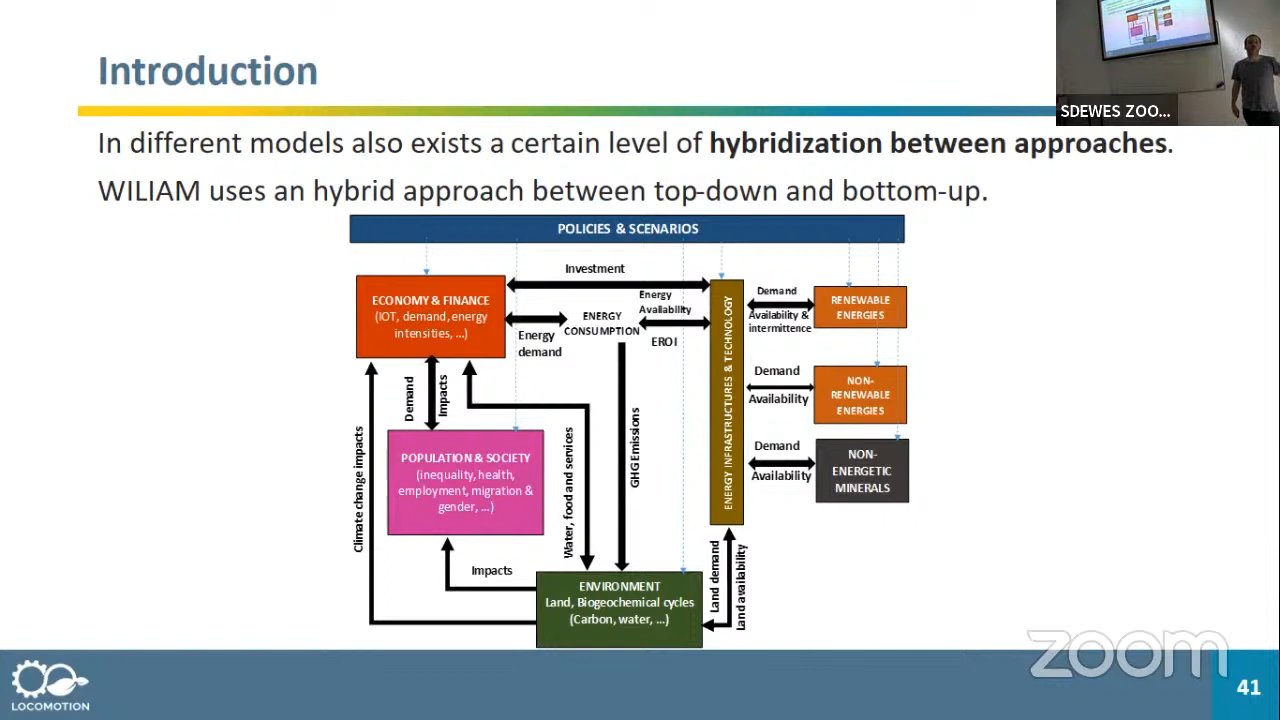 Introduction
SDEWES ZOO...
In different models also exists a certain level of hybridization between approaches.
WILIAM uses an hybrid approach between top-down and bottom-up.
POLICIES & SCENARIOS
ECONOMY & FINANCE
(IOT, demand, energy
intensities, ...)
Investment
Energy
demand
ENERGY
CONSUMPTION
Energy
Availability
EROI
ENERGY INFRASTRUCTURES & TECHNOLOGY
Demand
Availability &
intermittence
RENEWABLE
ENERGIES
Demand
Availability
NON-
RENEWABLE
ENERGIES
Demand
Availability
NON-
ENERGETIC
MINERALS
Demand
Impacts
POPULATION & SOCIETY
(inequality, health,
employment, migration &
gender, ...)
Climate change impacts
Water, food and services
GHG Emissions
Impacts
ENVIRONMENT
Land, Biogeochemical cycles
(Carbon, water, ...)
Land demand
Land availability
zoom
LOCOMOTION
41